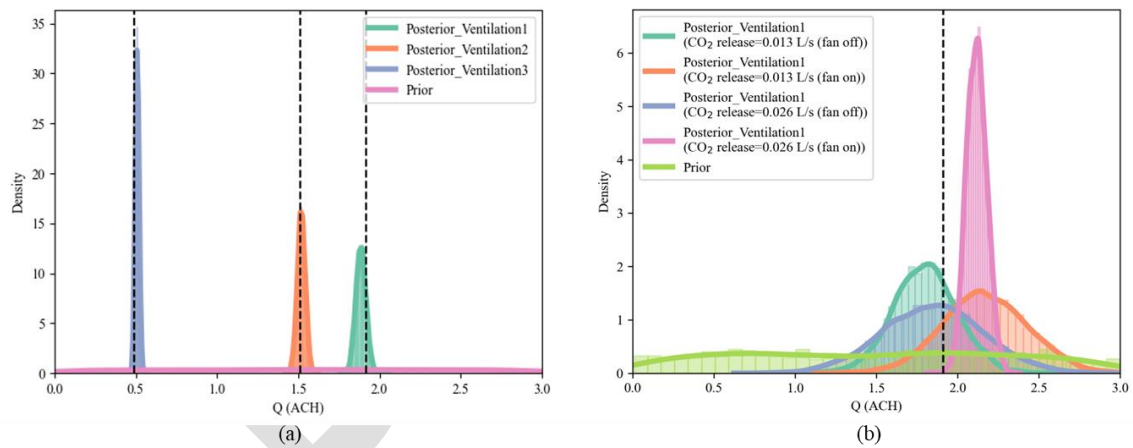 35
30
25
20
15
10
5
0
Density
0.0 0.5 1.0 1.5 2.0 2.5 3.0
Q (ACH)
Posterior_Ventilation1
Posterior_Ventilation2
Posterior_Ventilation3
Prior
(a)
6
5
4
3
2
1
0
Density
0.0 0.5 1.0 1.5 2.0 2.5 3.0
Q (ACH)
Posterior_Ventilation1
(CO₂ release=0.013 L/s (fan off))
Posterior_Ventilation1
(CO₂ release=0.013 L/s (fan on))
Posterior_Ventilation1
(CO₂ release=0.026 L/s (fan off))
Posterior_Ventilation1
(CO₂ release=0.026 L/s (fan on))
Prior
(b)